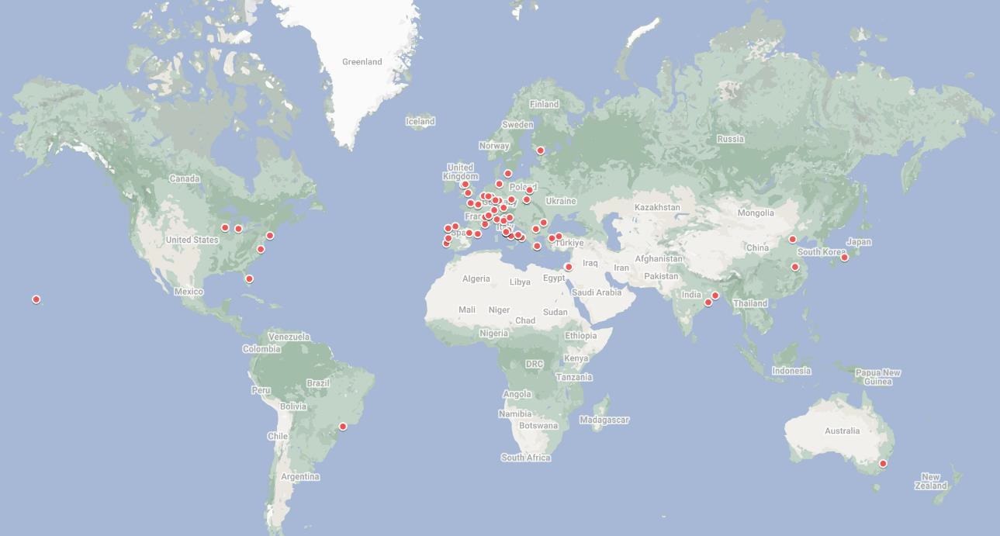 Greenland
Iceland
Finland
Sweden
Norway
Russia
United
Kingdom
Canada
Poland
Ukraine
Kazakhstan
Mongolia
Italy
United States
Türkiye
China
South Korea
Japan
Afghanistan
Iraq
Iran
Pakistan
Algeria
Libya
Egypt
Saudi Arabia
Mexico
India
Thailand
Mali
Niger
Chad
Sudan
Nigeria
Ethiopia
Venezuela
Colombia
Kenya
DRC
Tanzania
Indonesia
Papua New
Guinea
Brazil
Peru
Angola
Bolivia
Namibia
Botswana
Madagascar
Chile
Australia
South Africa
Argentina
New
Zealand